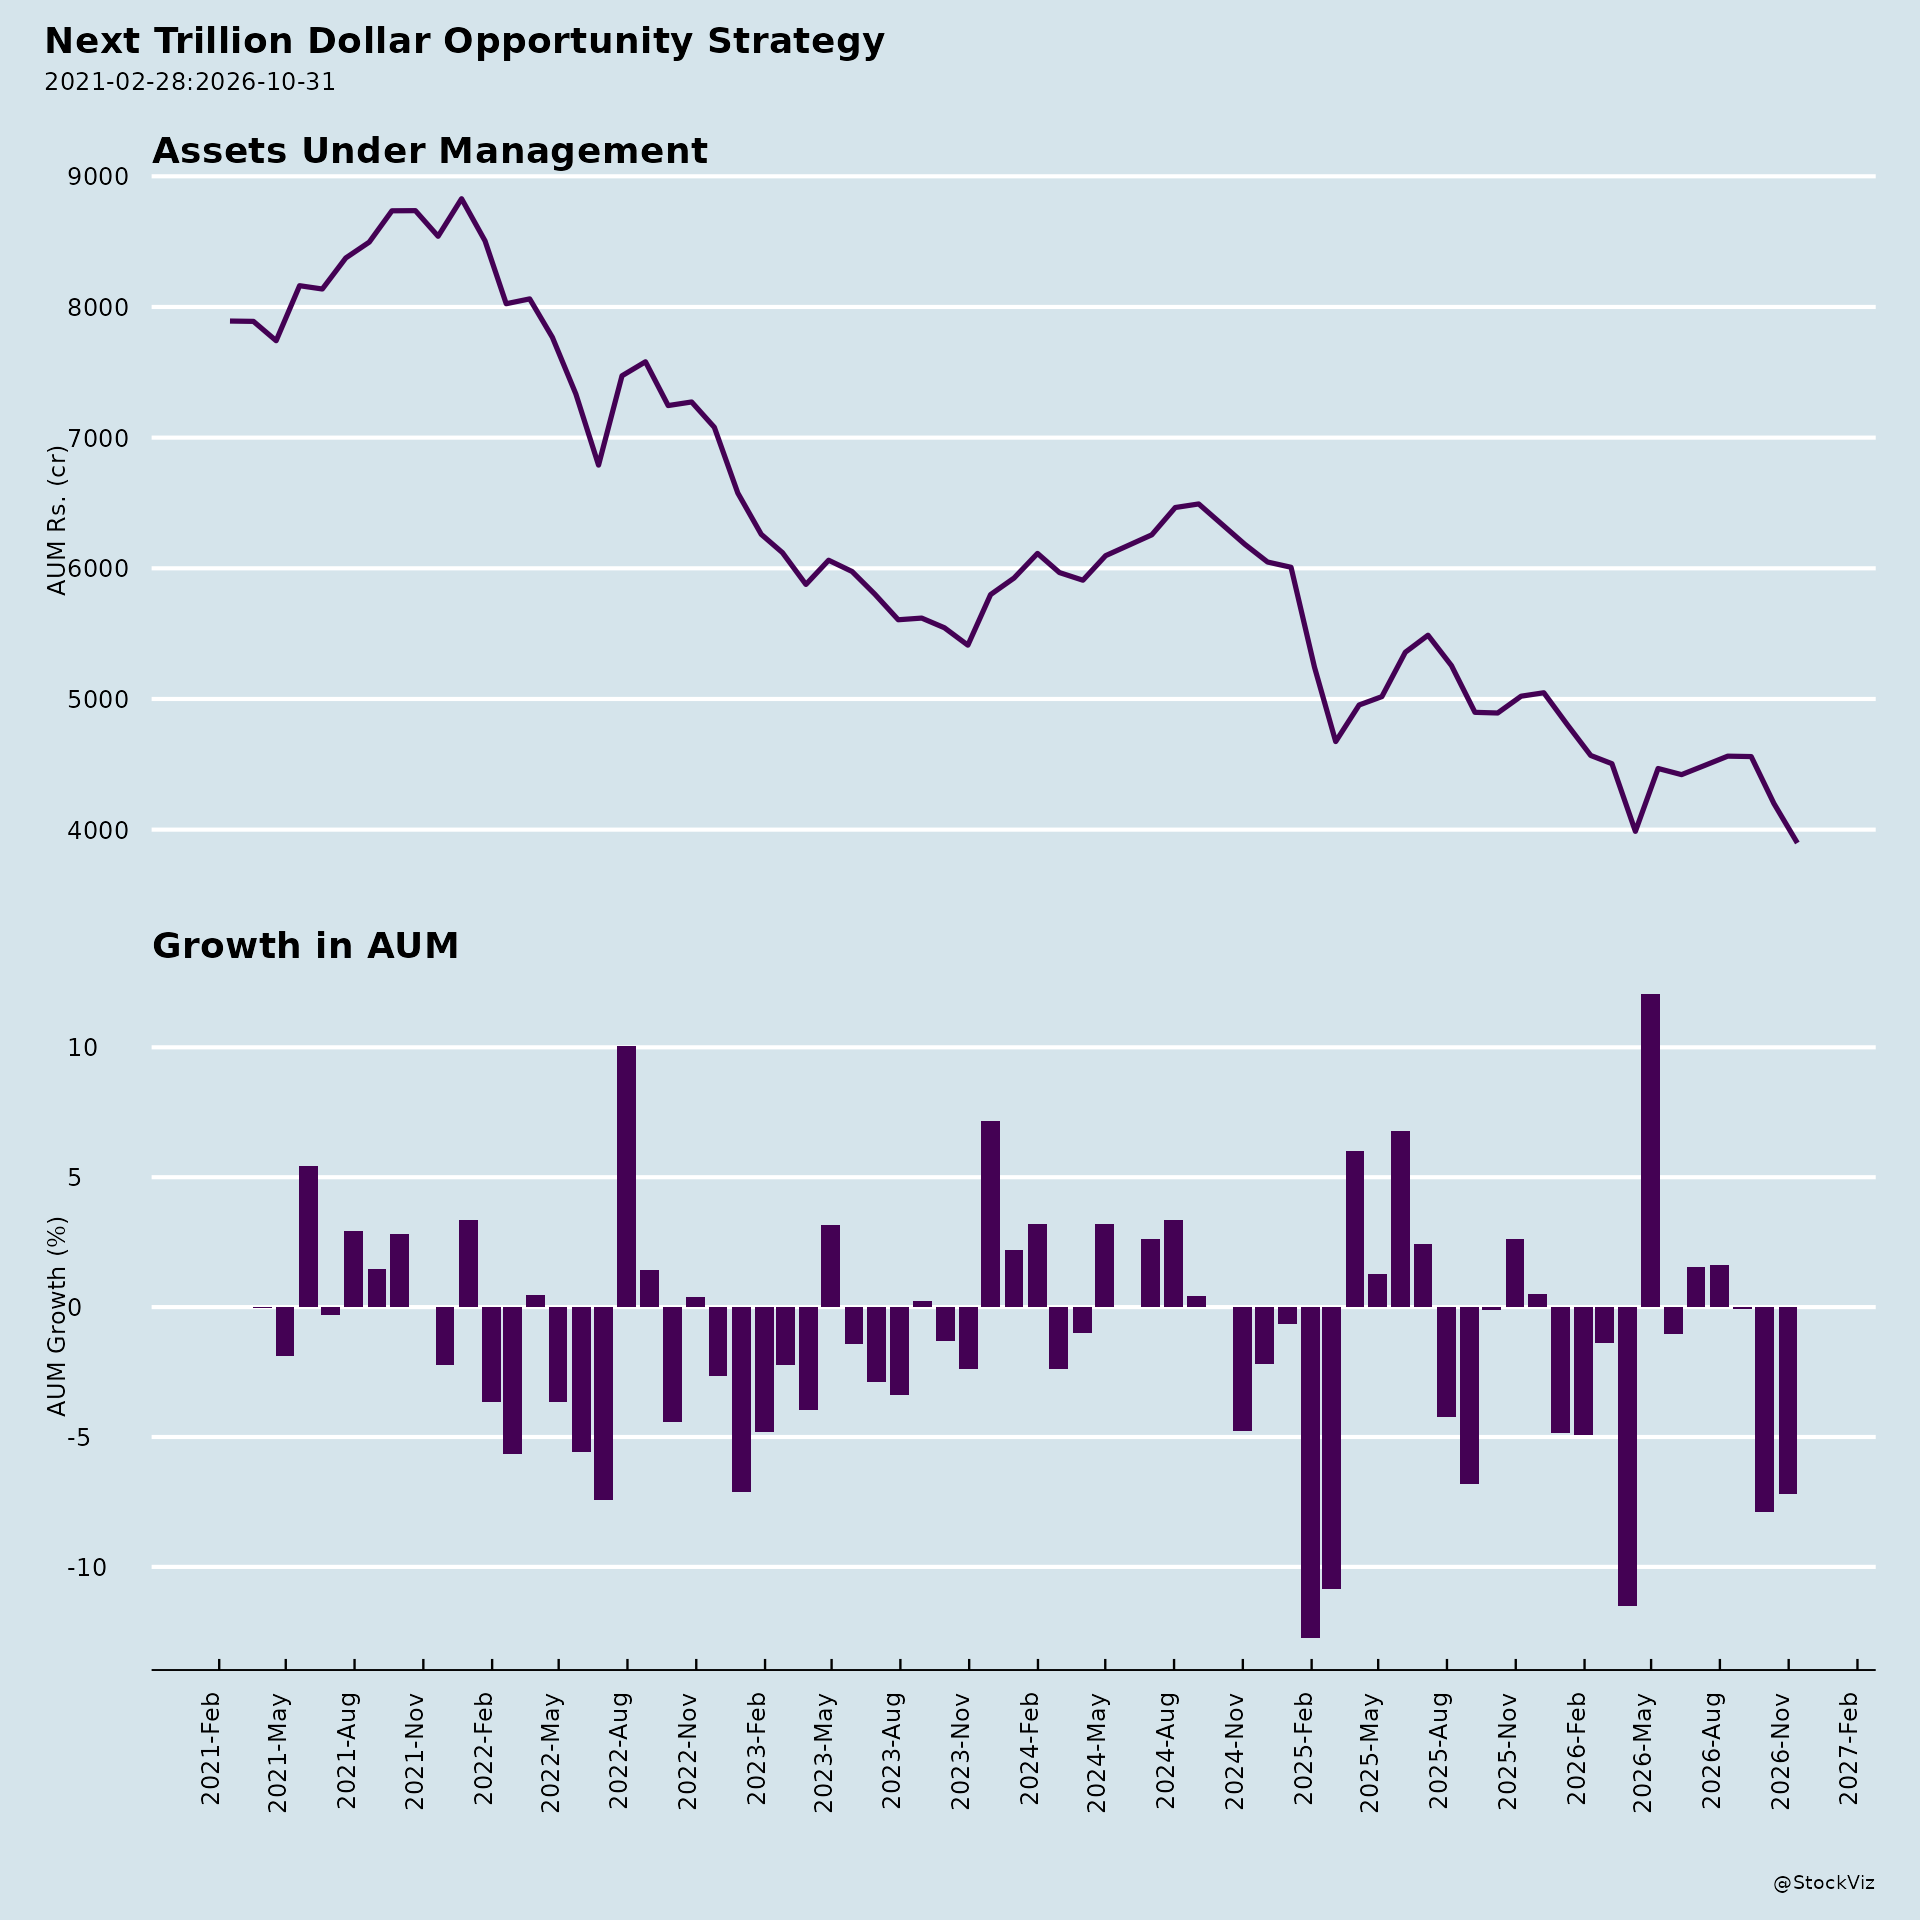 Next Trillion Dollar Opportunity Strategy
2021-02-28:2026-10-31
Assets Under Management
9000
8000
7000
6000
5000
4000
AUM Rs. (cr)
Growth in AUM
10
5
0
-5
-10
AUM Growth (%)
2021-Feb
2021-May
2021-Aug
2021-Nov
2022-Feb
2022-May
2022-Aug
2022-Nov
2023-Feb
2023-May
2023-Aug
2023-Nov
2024-Feb
2024-May
2024-Aug
2024-Nov
2025-Feb
2025-May
2025-Aug
2025-Nov
2026-Feb
2026-May
2026-Aug
2026-Nov
2027-Feb
@StockViz